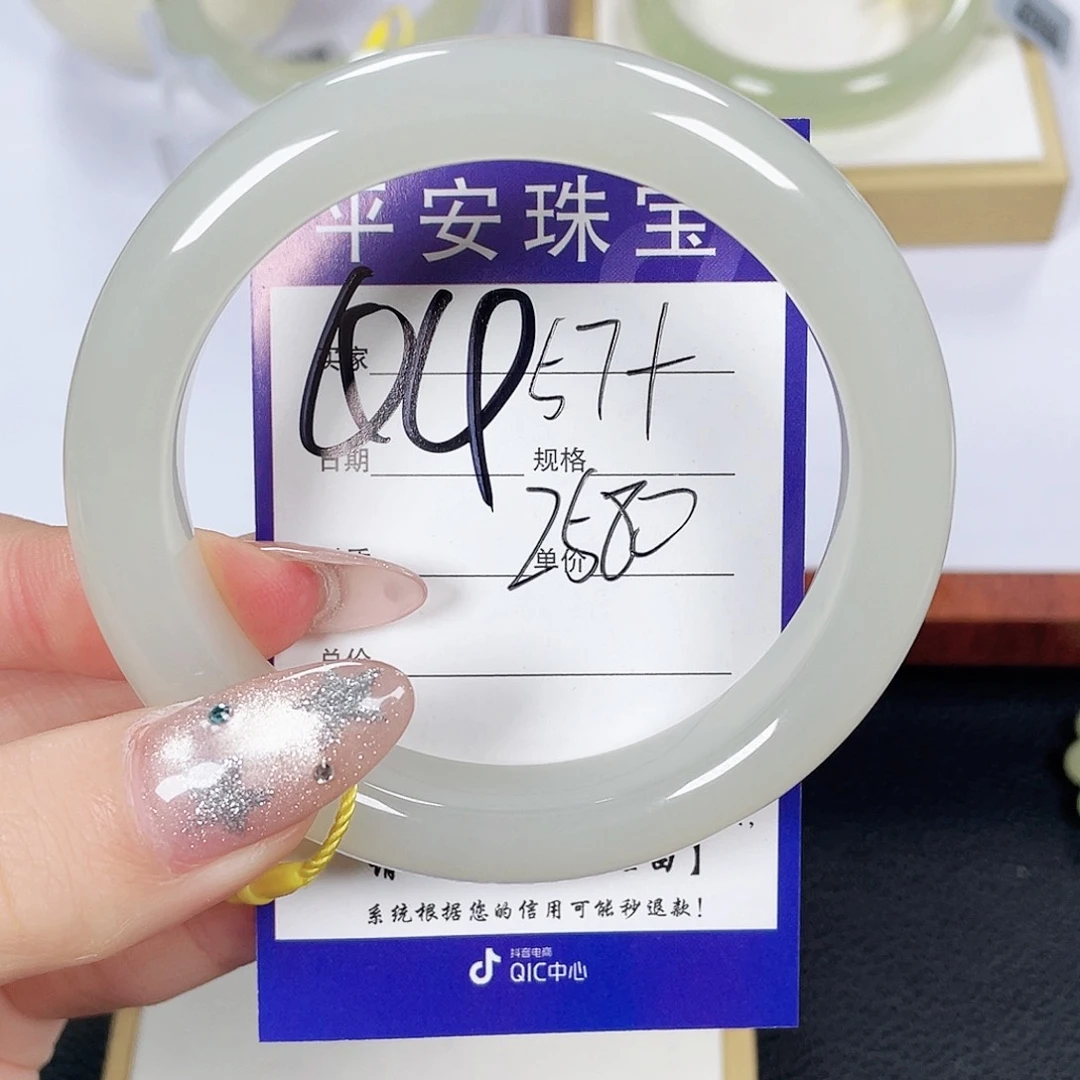 平安珠宝
买家 57+
日期 规格
单价 2580
总价
】
系统根据您的信用可能秒退款!
抖音电商
QIC中心